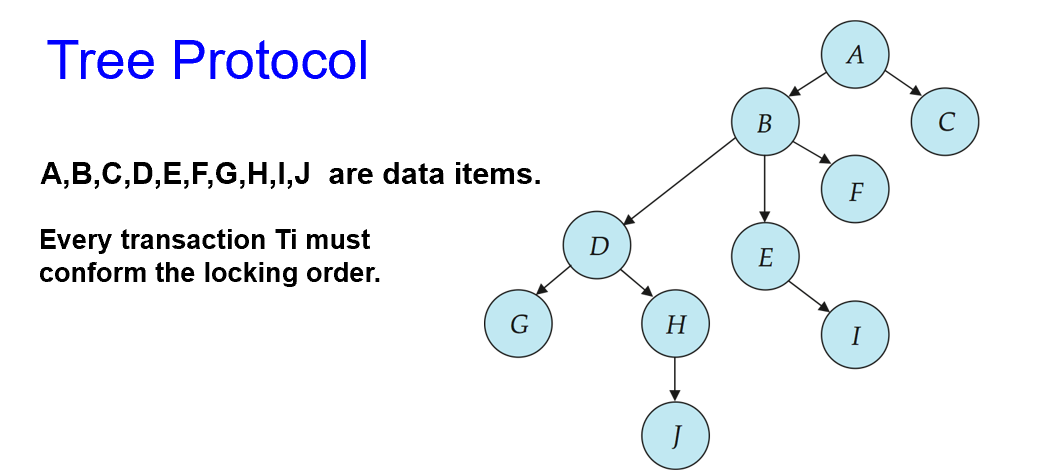 Tree Protocol
A,B,C,D,E,F,G,H,I,J  are data items.
Every transaction Ti must
conform the locking order.
A
B
C
F
D
E
G
H
I
J